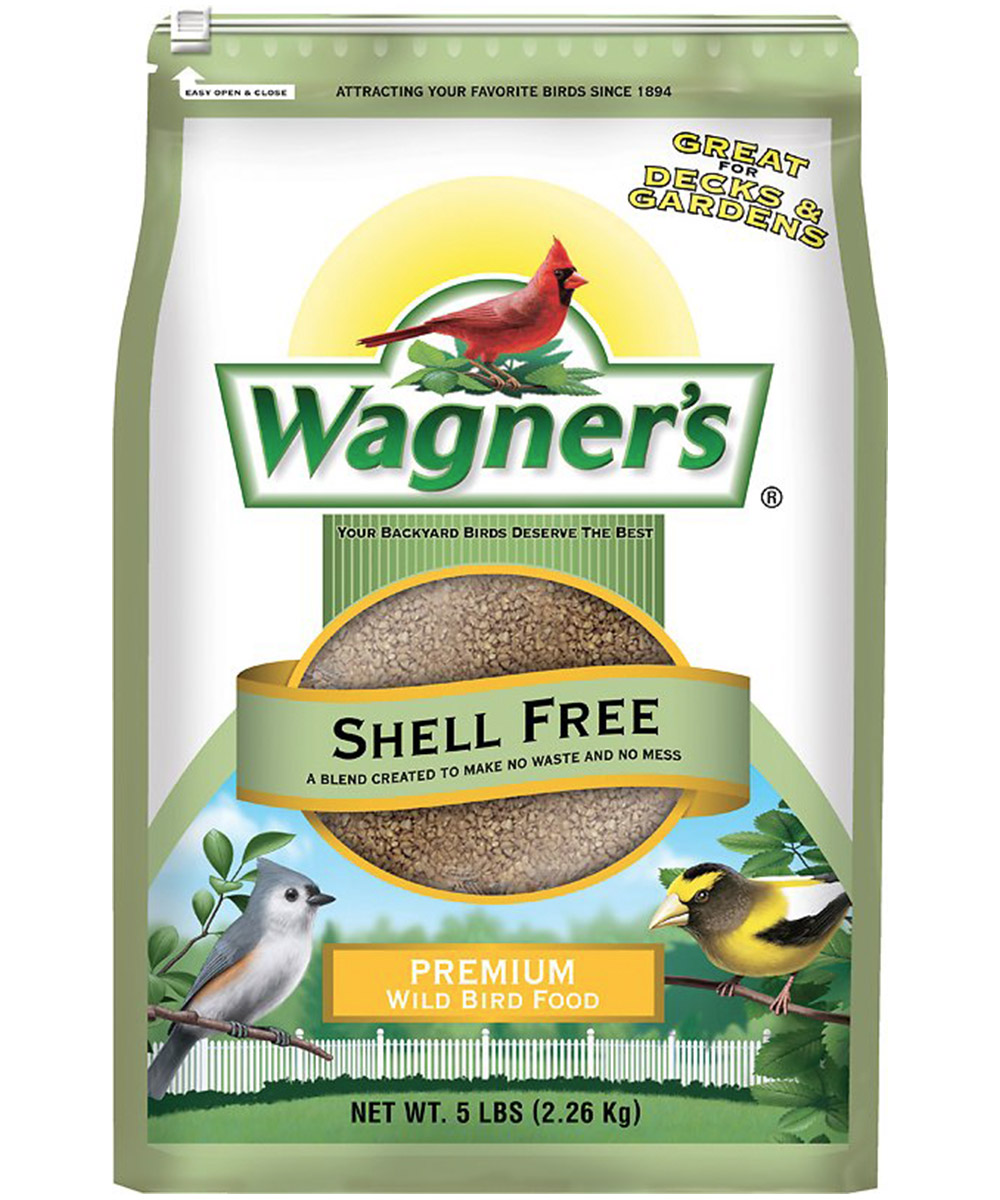 EASY OPEN & CLOSE
ATTRACTING YOUR FAVORITE BIRDS SINCE 1894
GREAT
FOR
DECKS &
GARDENS
Wagner's
®
YOUR BACKYARD BIRDS DESERVE THE BEST
SHELL FREE
A BLEND CREATED TO MAKE NO WASTE AND NO MESS
PREMIUM
WILD BIRD FOOD
NET WT. 5 LBS (2.26 Kg)